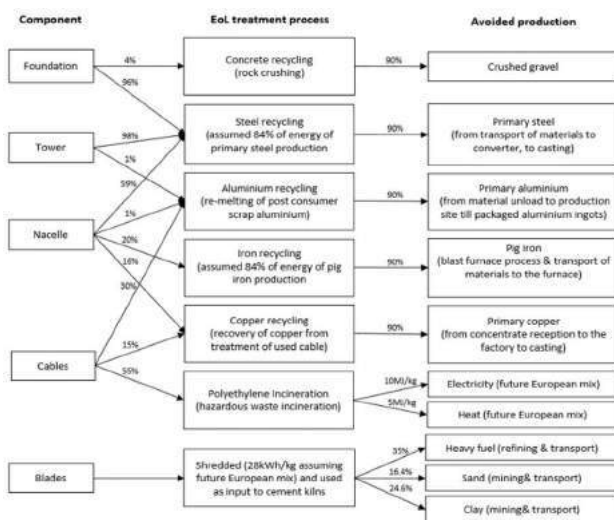 Component
EoL treatment process
Avoided production
Foundation
4%
96%
Concrete recycling
(rock crushing)
90%
Crushed gravel
Tower
98%
1%
Steel recycling
(assumed 84% of energy of
primary steel production
90%
Primary steel
(from transport of materials to
converter, to casting)
Nacelle
59%
1%
20%
16%
Aluminium recycling
(re-melting of post consumer
scrap aluminium)
90%
Primary aluminium
(from material unload to production
site till packaged aluminium ingots)
Iron recycling
(assumed 84% of energy of pig
iron production
90%
Pig iron
(blast furnace process & transport of
materials to the furnace)
Cables
30%
15%
55%
Copper recycling
(recovery of copper from
treatment of used cable)
90%
Primary copper
(from concentrate reception to the
factory to casting)
Polyethylene Incineration
(hazardous waste incineration)
10MJ/kg
Electricity (future European mix)
5MJ/kg
Heat (future European mix)
Blades
Shredded (28kWh/kg assuming
future European mix) and used
as input to cement kilns
35%
Heavy fuel (refining & transport)
16.4%
Sand (mining& transport)
24.6%
Clay (mining& transport)